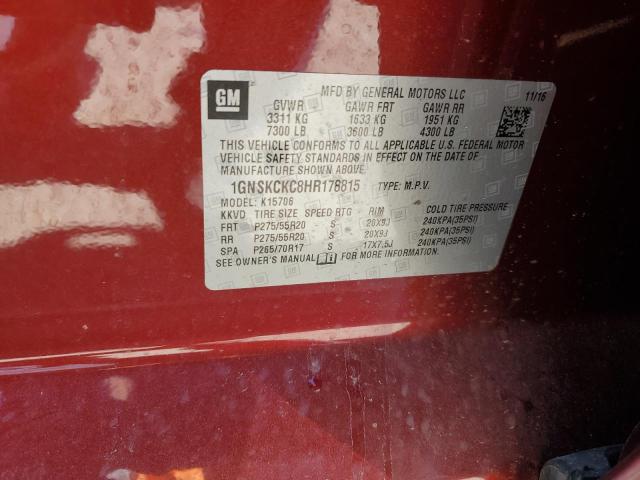 GM
MFD BY GENERAL MOTORS LLC 11/16
GVWR GAWR FRT GAWR RR
3311 KG 1633 KG 1951 KG
7300 LB 3600 LB 4300 LB
THIS VEHICLE CONFORMS TO ALL APPLICABLE U.S. FEDERAL MOTOR
VEHICLE SAFETY STANDARDS IN EFFECT ON THE DATE OF
MANUFACTURE SHOWN ABOVE.
1GNSKCKC8HR178815 TYPE: M.P.V.
MODEL: K15706
KKVD TIRE SIZE SPEED RTG RIM COLD TIRE PRESSURE
FRT P275/55R20 S 20X9J 240KPA(35PSI)
RR P275/55R20 S 20X9J 240KPA(35PSI)
SPA P265/70R17 S 17X7.5J 240KPA(35PSI)
SEE OWNER'S MANUAL i FOR MORE INFORMATION.